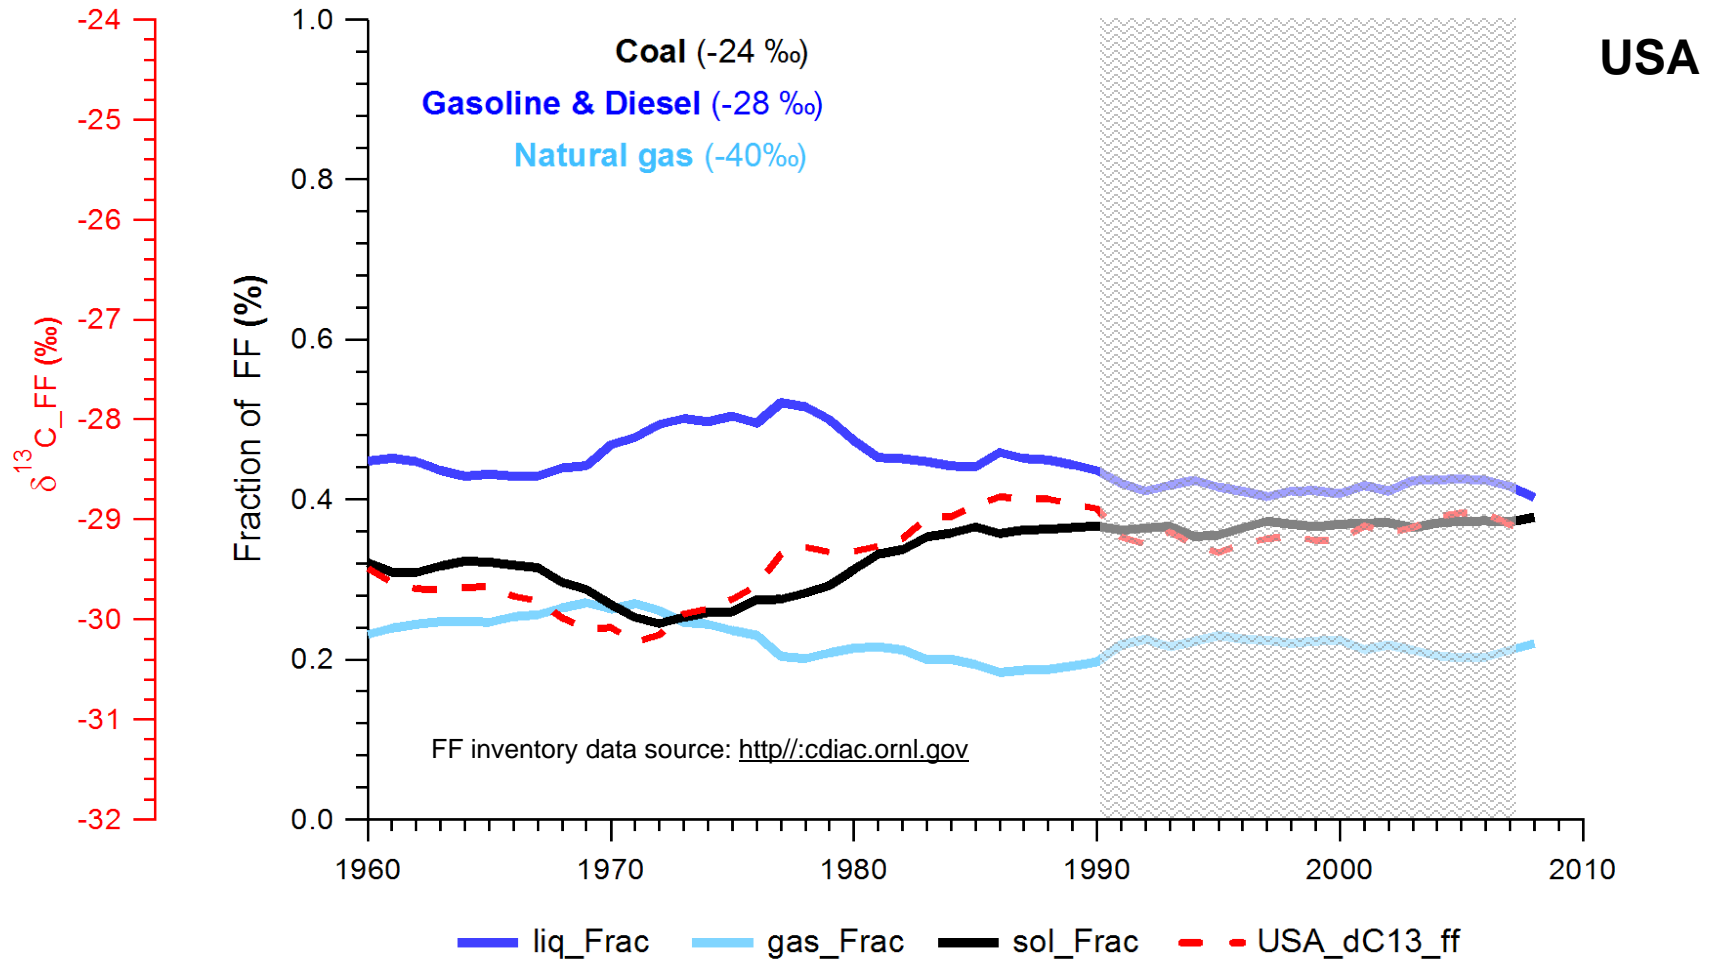 USA
Coal (-24 ‰)
Gasoline & Diesel (-28 ‰)
Natural gas (-40‰)
δ13C_FF (‰)
-24
-25
-26
-27
-28
-29
-30
-31
-32
Fraction of FF (%)
1.0
0.8
0.6
0.4
0.2
0.0
FF inventory data source: http//:cdiac.ornl.gov
1960 1970 1980 1990 2000 2010
liq_Frac gas_Frac sol_Frac USA_dC13_ff